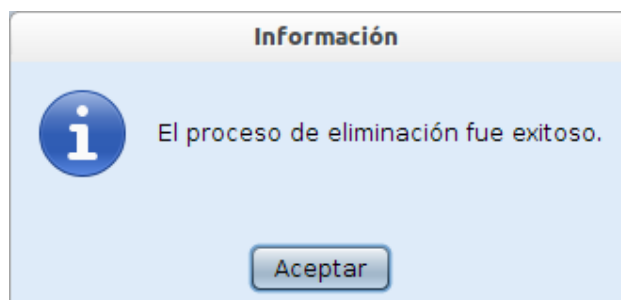 Información
El proceso de eliminación fue exitoso.
Aceptar